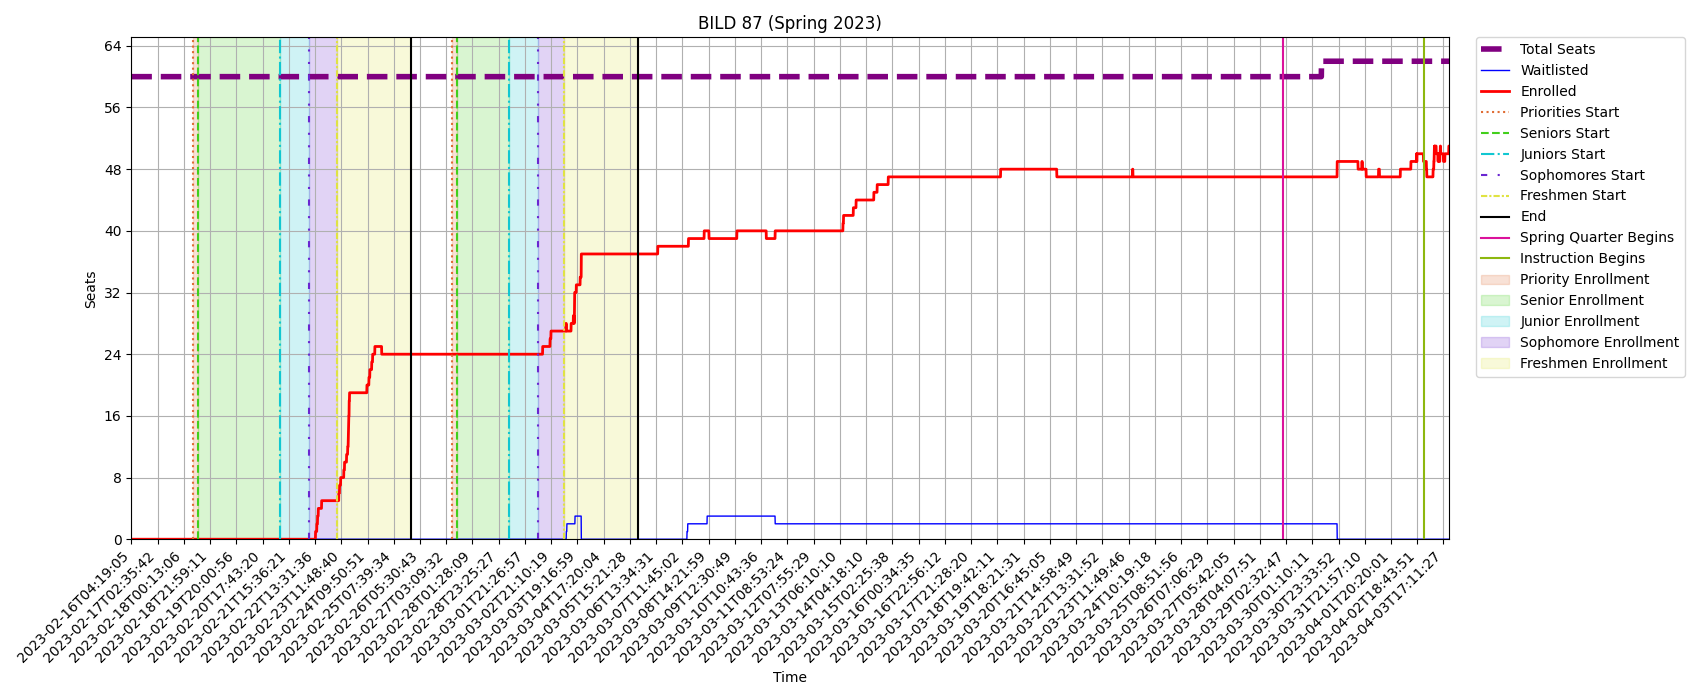 BILD 87 (Spring 2023)
Seats
64
56
48
40
32
24
16
8
0
2023-02-16T04:19:05
2023-02-17T02:35:42
2023-02-18T00:13:06
2023-02-18T21:59:11
2023-02-19T20:00:56
2023-02-20T17:43:20
2023-02-21T15:36:21
2023-02-22T13:31:36
2023-02-23T11:48:40
2023-02-24T09:50:51
2023-02-25T07:39:34
2023-02-26T05:30:43
2023-02-27T03:09:32
2023-02-28T01:28:09
2023-02-28T23:25:27
2023-03-01T21:26:57
2023-03-02T21:10:19
2023-03-03T19:16:59
2023-03-04T17:20:04
2023-03-05T15:21:28
2023-03-06T13:34:31
2023-03-07T11:45:02
2023-03-08T14:21:59
2023-03-09T12:30:49
2023-03-10T10:43:36
2023-03-11T08:53:24
2023-03-12T07:55:29
2023-03-13T06:10:10
2023-03-14T04:18:10
2023-03-15T02:25:38
2023-03-16T00:34:35
2023-03-16T22:56:12
2023-03-17T21:28:20
2023-03-18T19:42:11
2023-03-19T18:21:31
2023-03-20T16:45:05
2023-03-21T14:58:49
2023-03-22T13:31:52
2023-03-23T11:49:46
2023-03-24T10:19:18
2023-03-25T08:51:56
2023-03-26T07:06:29
2023-03-27T05:42:05
2023-03-28T04:07:51
2023-03-29T02:32:47
2023-03-30T01:10:11
2023-03-30T23:33:52
2023-03-31T21:57:10
2023-04-01T20:20:01
2023-04-02T18:43:51
2023-04-03T17:11:27
Time
Total Seats
Waitlisted
Enrolled
Priorities Start
Seniors Start
Juniors Start
Sophomores Start
Freshmen Start
End
Spring Quarter Begins
Instruction Begins
Priority Enrollment
Senior Enrollment
Junior Enrollment
Sophomore Enrollment
Freshmen Enrollment